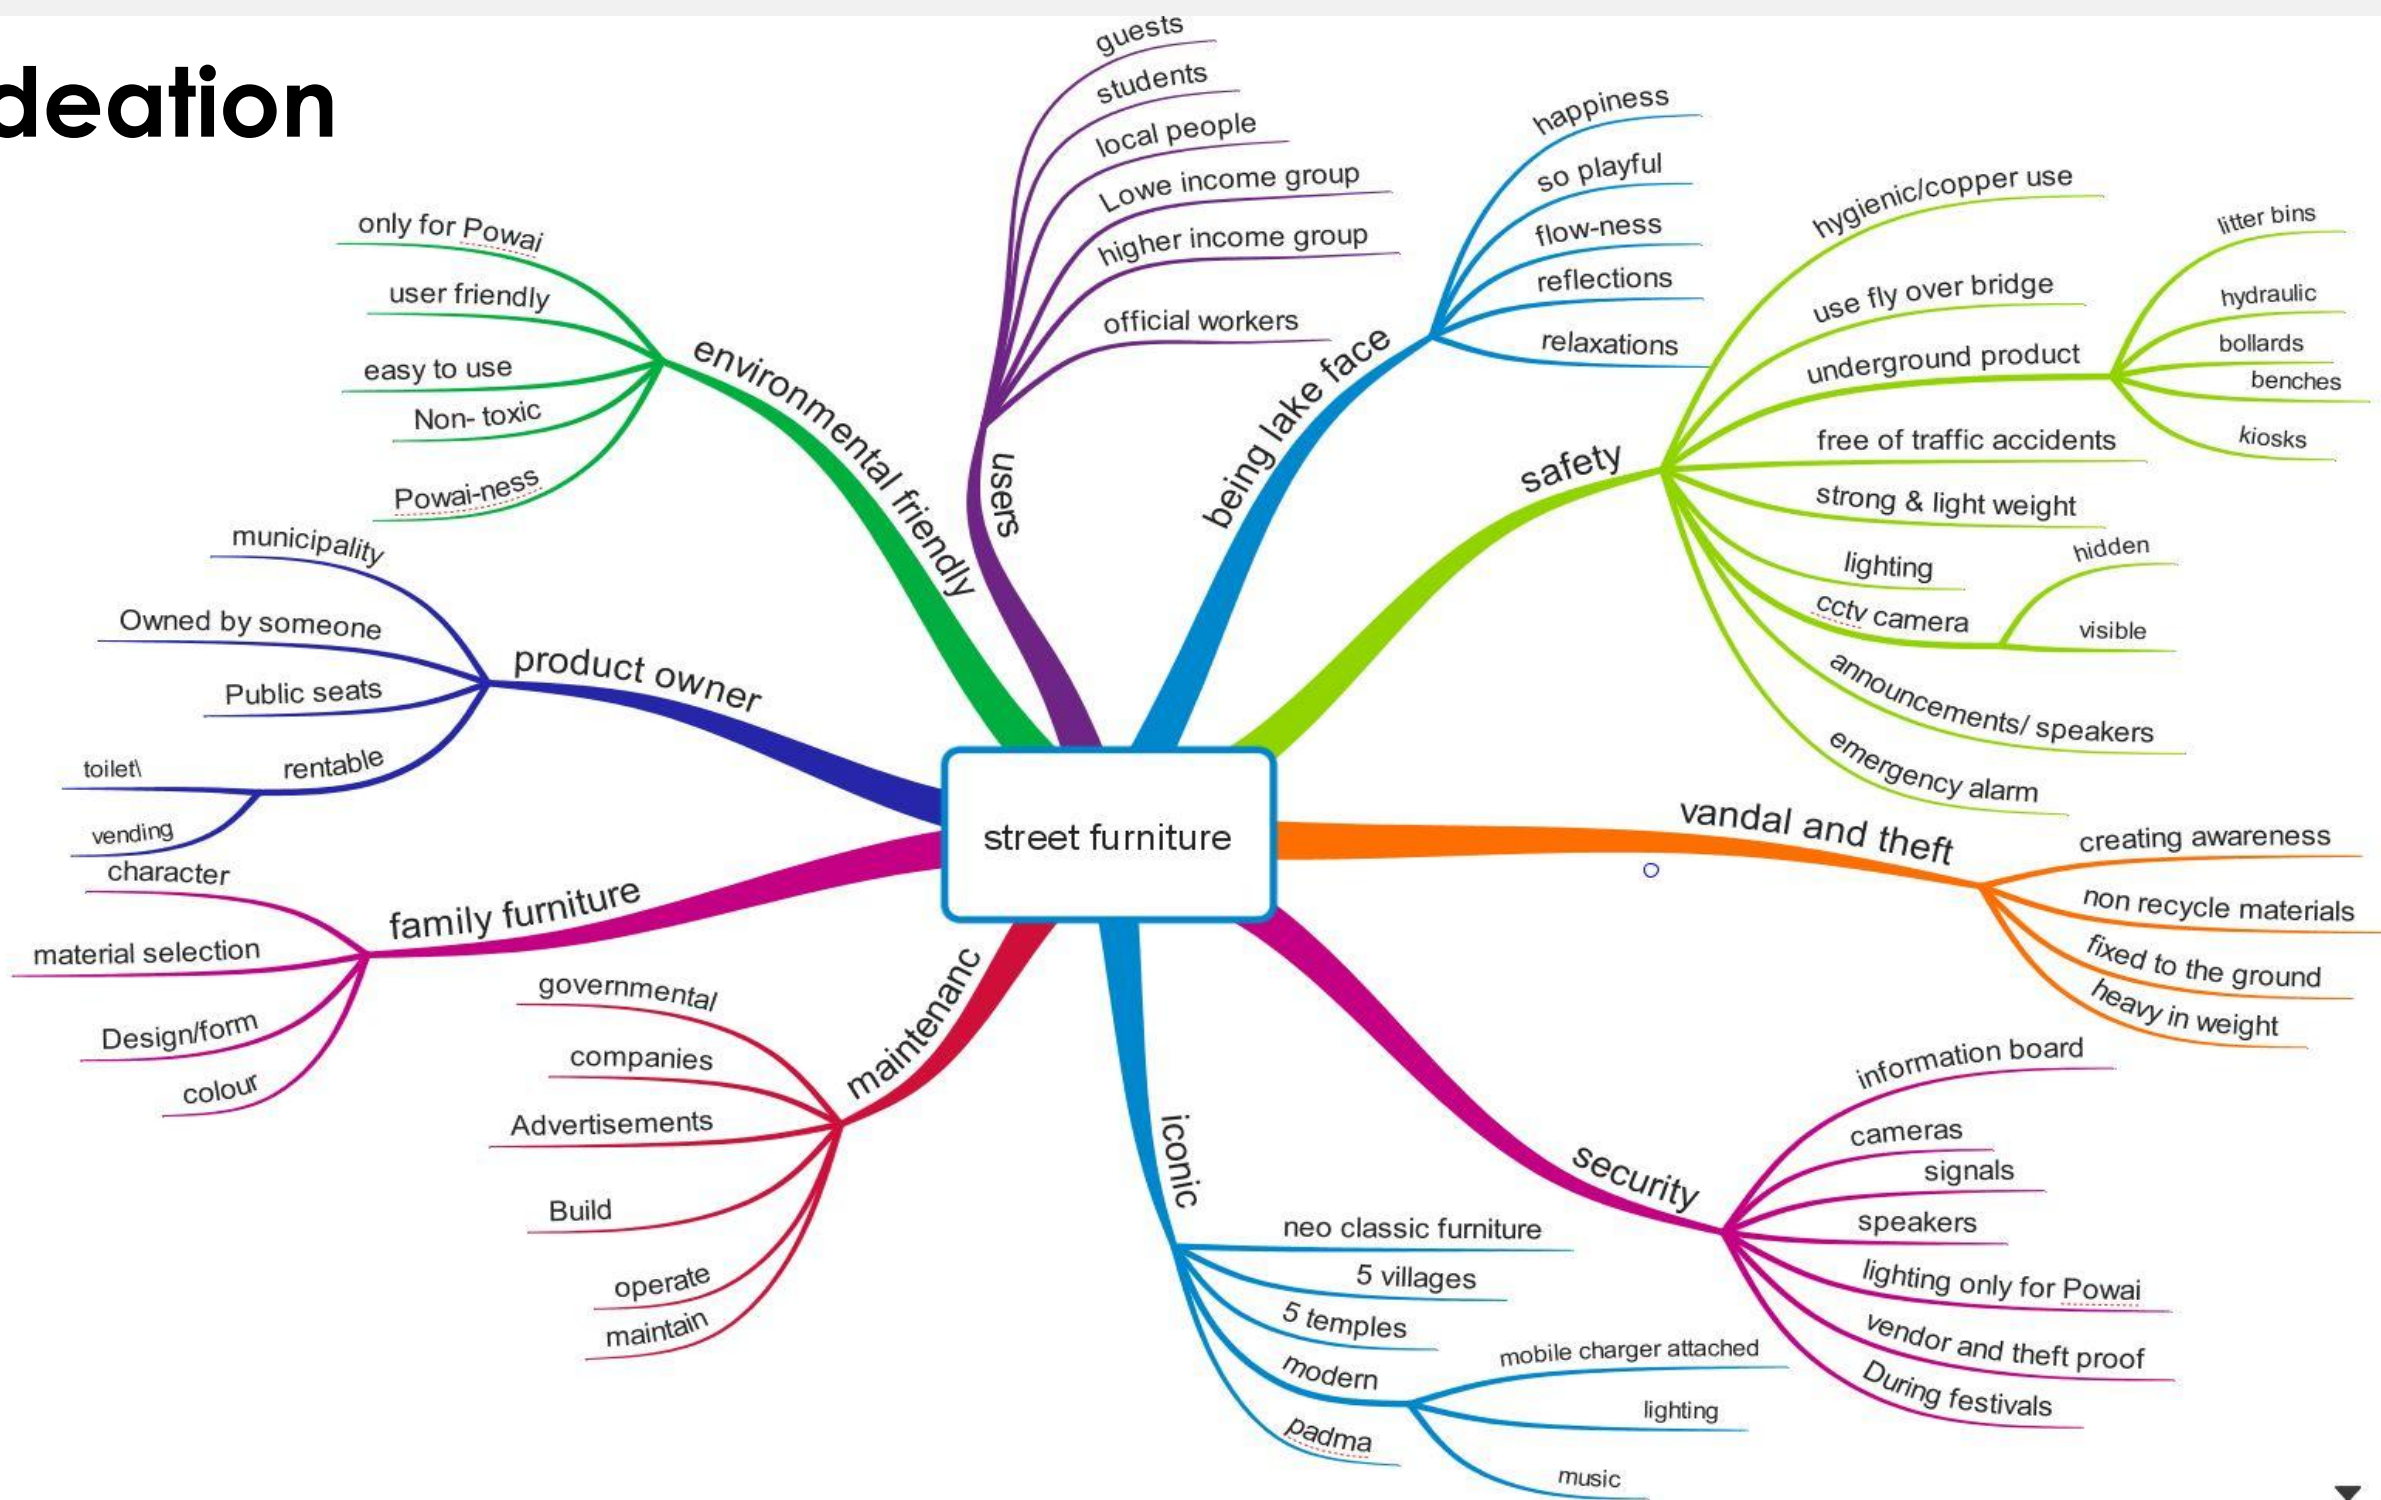 deation
guests
students
local people
Lowe income group
higher income group
official workers
users
happiness
so playful
flow-ness
reflections
relaxations
being lake face
hygienic/copper use
use fly over bridge
underground product
litter bins
hydraulic
bollards
benches
kiosks
free of traffic accidents
strong & light weight
lighting
cctv camera
hidden
visible
announcements/ speakers
emergency alarm
safety
only for Powai
user friendly
easy to use
Non- toxic
Powai-ness
environmental friendly
municipality
Owned by someone
Public seats
rentable
toilet\
vending
product owner
street furniture
vandal and theft
creating awareness
non recycle materials
fixed to the ground
heavy in weight
character
material selection
Design/form
colour
family furniture
governmental
companies
Advertisements
Build
operate
maintain
maintenanc
iconic
neo classic furniture
5 villages
5 temples
modern
mobile charger attached
lighting
music
padma
security
information board
cameras
signals
speakers
lighting only for Powai
vendor and theft proof
During festivals